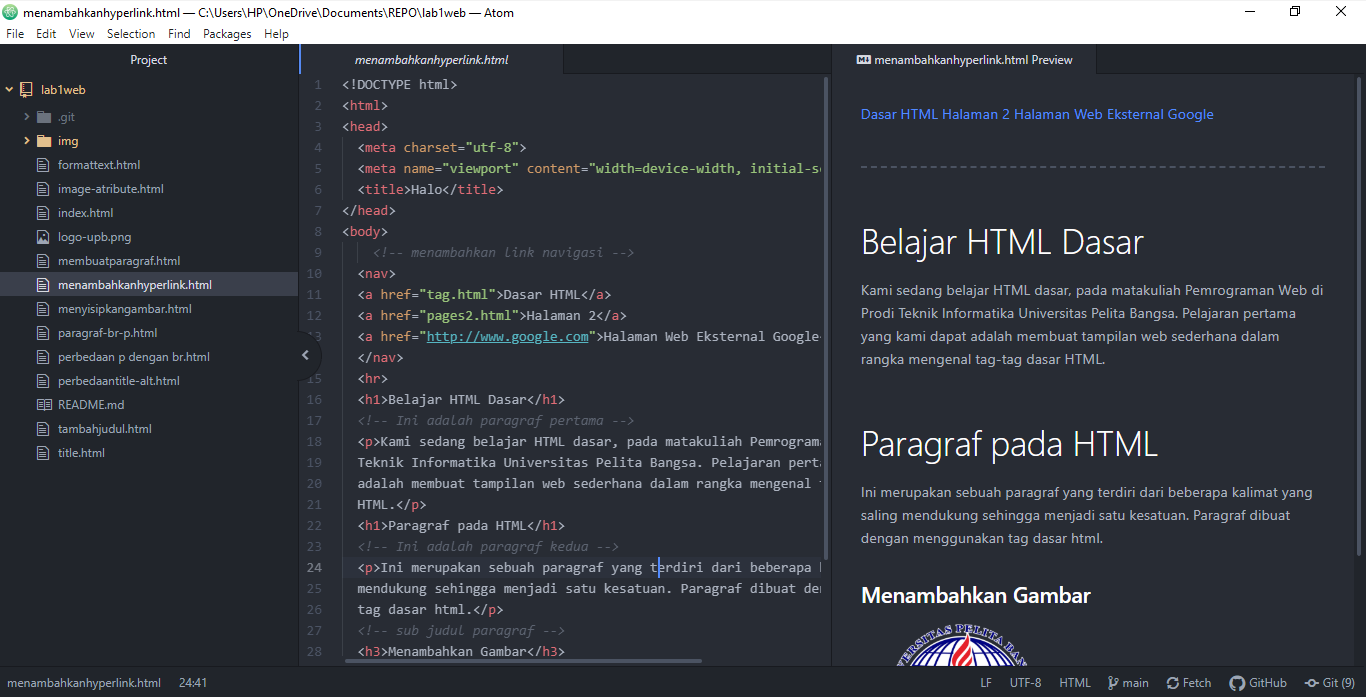 menambahkanhyperlink.html — C:\Users\HP\OneDrive\Documents\REPO\lab1web — Atom
File Edit View Selection Find Packages Help
Project
lab1web
.git
img
formattext.html
image-atribute.html
index.html
logo-upb.png
membuatparagraf.html
menambahkanhyperlink.html
menyisipkangambar.html
paragraf-br-p.html
perbedaan p dengan br.html
perbedaantitle-alt.html
README.md
tambahjudul.html
title.html
menambahkanhyperlink.html
1 <!DOCTYPE html>
2 <html>
3 <head>
4 <meta charset="utf-8">
5 <meta name="viewport" content="width=device-width, initial-s
6 <title>Halo</title>
7 </head>
8 <body>
9 <!-- menambahkan link navigasi -->
10 <nav>
11 <a href="tag.html">Dasar HTML</a>
12 <a href="pages2.html">Halaman 2</a>
3 <a href="http://www.google.com">Halaman Web Eksternal Google
</nav>
15 <hr>
16 <h1>Belajar HTML Dasar</h1>
17 <!-- Ini adalah paragraf pertama -->
18 <p>Kami sedang belajar HTML dasar, pada matakuliah Pemrograma
19 Teknik Informatika Universitas Pelita Bangsa. Pelajaran pert
20 adalah membuat tampilan web sederhana dalam rangka mengenal t
21 HTML.</p>
22 <h1>Paragraf pada HTML</h1>
23 <!-- Ini adalah paragraf kedua -->
24 <p>Ini merupakan sebuah paragraf yang terdiri dari beberapa
25 mendukung sehingga menjadi satu kesatuan. Paragraf dibuat de
26 tag dasar html.</p>
27 <!-- sub judul paragraf -->
28 <h3>Menambahkan Gambar</h3>
menambahkanhyperlink.html Preview
Dasar HTML Halaman 2 Halaman Web Eksternal Google
Belajar HTML Dasar
Kami sedang belajar HTML dasar, pada matakuliah Pemrograman Web di
Prodi Teknik Informatika Universitas Pelita Bangsa. Pelajaran pertama
yang kami dapat adalah membuat tampilan web sederhana dalam
rangka mengenal tag-tag dasar HTML.
Paragraf pada HTML
Ini merupakan sebuah paragraf yang terdiri dari beberapa kalimat yang
saling mendukung sehingga menjadi satu kesatuan. Paragraf dibuat
dengan menggunakan tag dasar html.
Menambahkan Gambar
ERSITAS PELITA BAN
menambahkanhyperlink.html 24:41
LF UTF-8 HTML main Fetch GitHub Git (9)